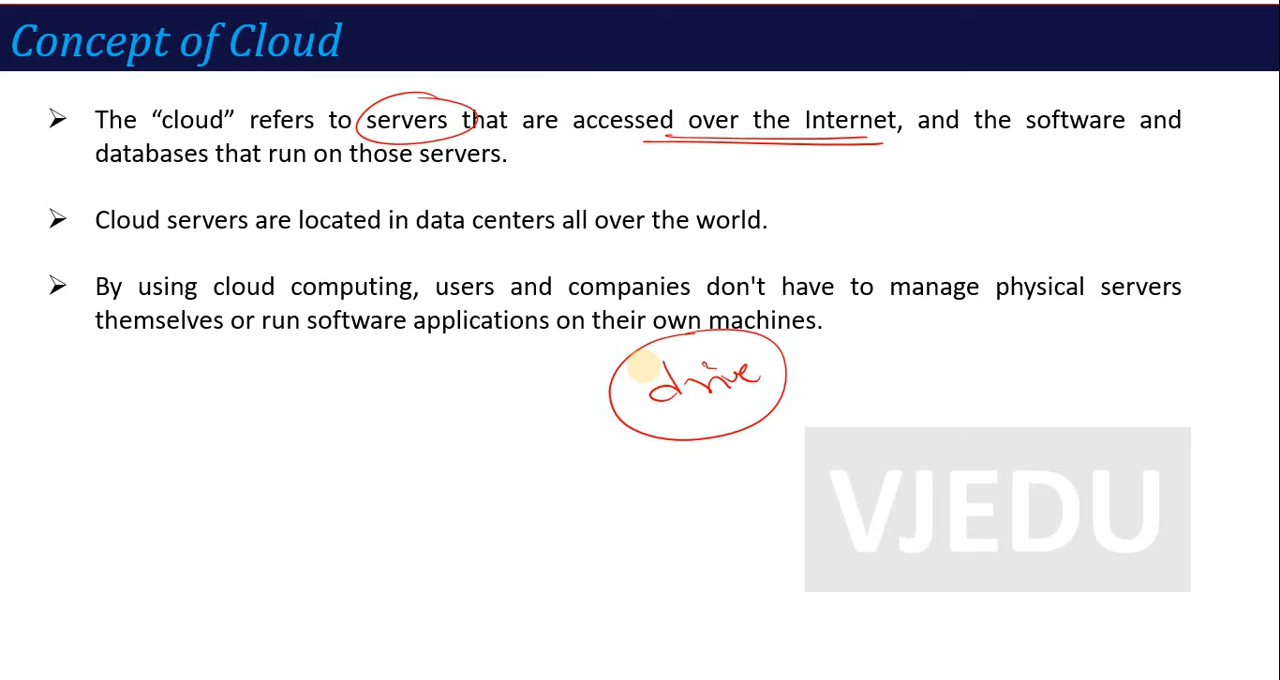 Concept of Cloud
➢ The “cloud” refers to servers that are accessed over the Internet, and the software and
databases that run on those servers.
➢ Cloud servers are located in data centers all over the world.
➢ By using cloud computing, users and companies don't have to manage physical servers
themselves or run software applications on their own machines.
drive
VJEDU